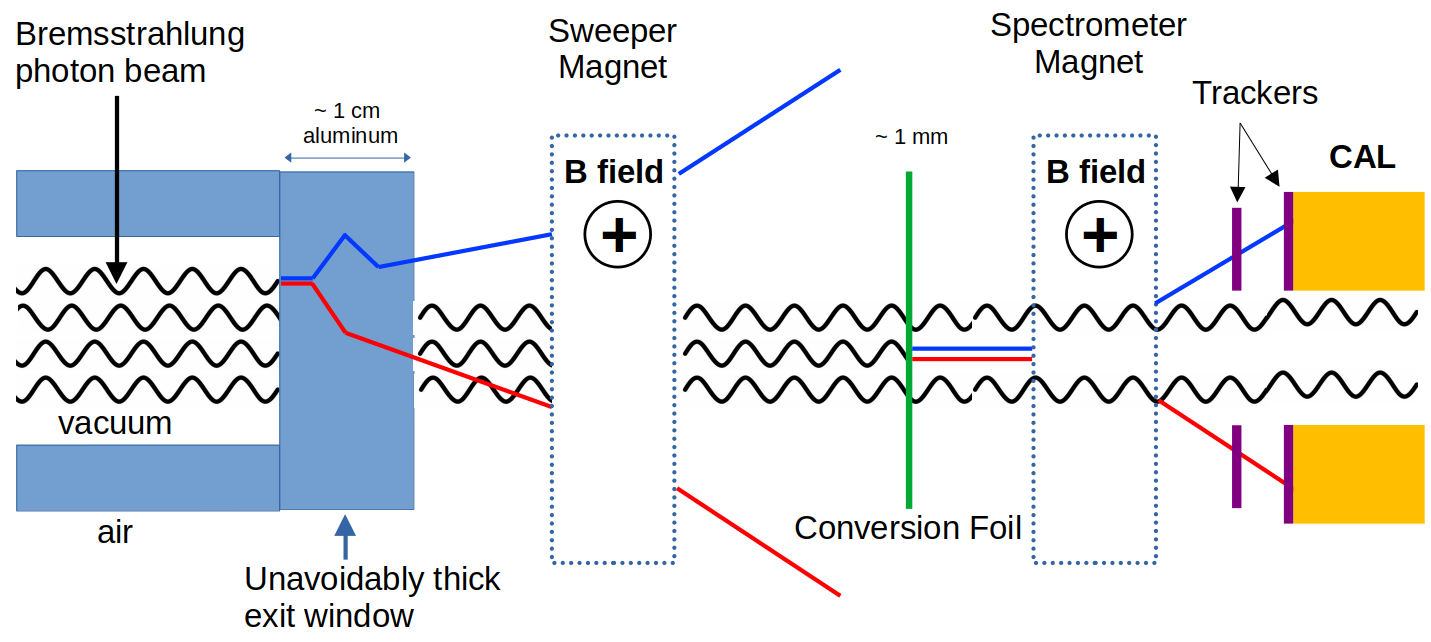 Bremsstrahlung
photon beam
~ 1 cm
aluminum
Sweeper
Magnet
Spectrometer
Magnet
Trackers
~ 1 mm
CAL
B field
+
B field
+
vacuum
air
Conversion Foil
Unavoidably thick
exit window